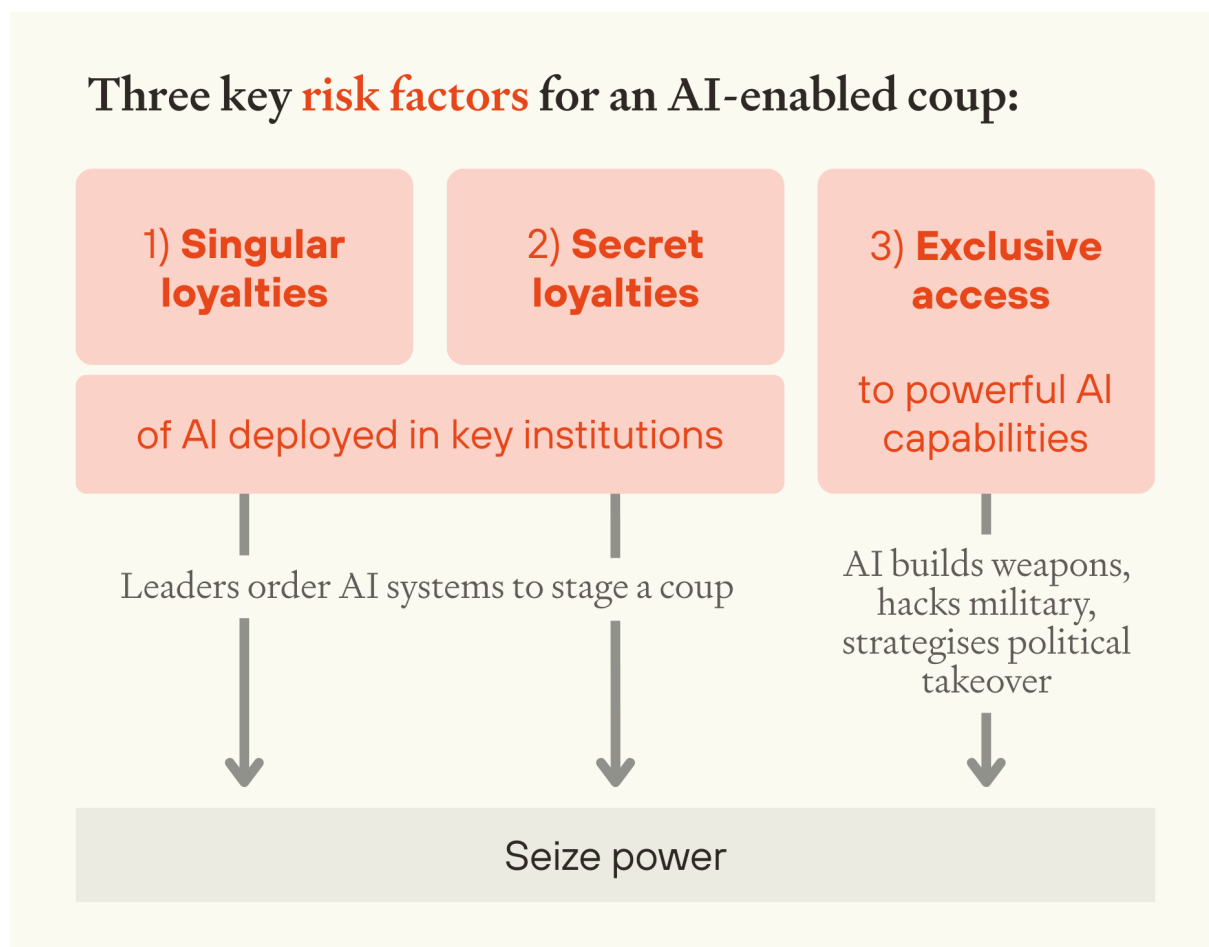 Three key risk factors for an AI-enabled coup:
1) Singular
loyalties
2) Secret
loyalties
of AI deployed in key institutions
3) Exclusive
access
to powerful AI
capabilities
Leaders order AI systems to stage a coup
AI builds weapons,
hacks military,
strategises political
takeover
Seize power